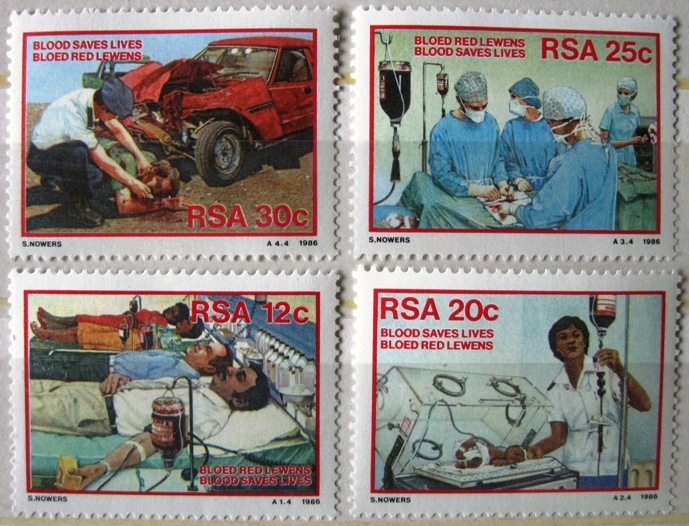 BLOOD SAVES LIVES
BLOED RED LEWENS
RSA 30c
S.NOWERS A 4.4 1986
BLOED RED LEWENS
BLOOD SAVES LIVES
RSA 25c
S.NOWERS A 3.4 1986
RSA 12c
BLOED RED LEWENS
BLOOD SAVES LIVES
S.NOWERS A 1.4 1986
RSA 20c
BLOOD SAVES LIVES
BLOED RED LEWENS
S.NOWERS A 2.4 1986